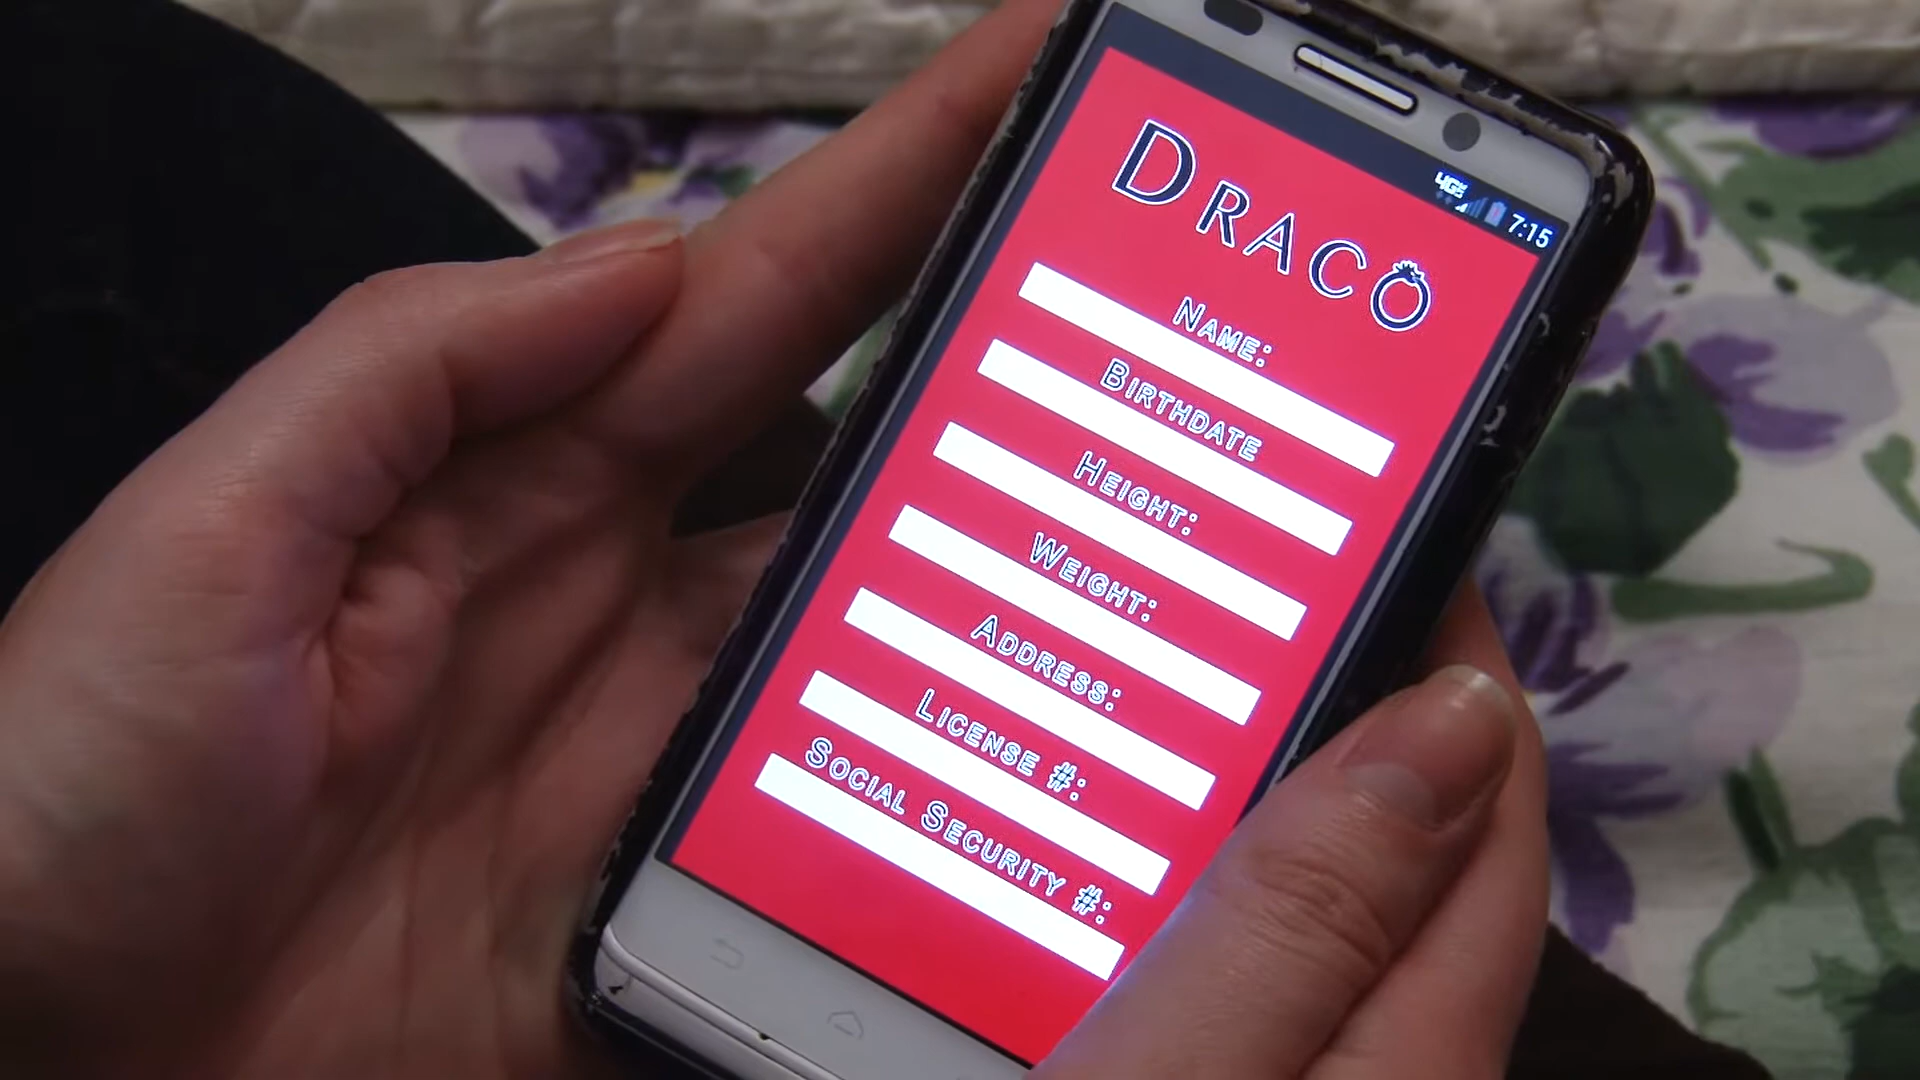 4G
7:15
DRACO
NAME:
BIRTHDATE
HEIGHT:
WEIGHT:
ADDRESS:
LICENSE #:
SOCIAL SECURITY #: